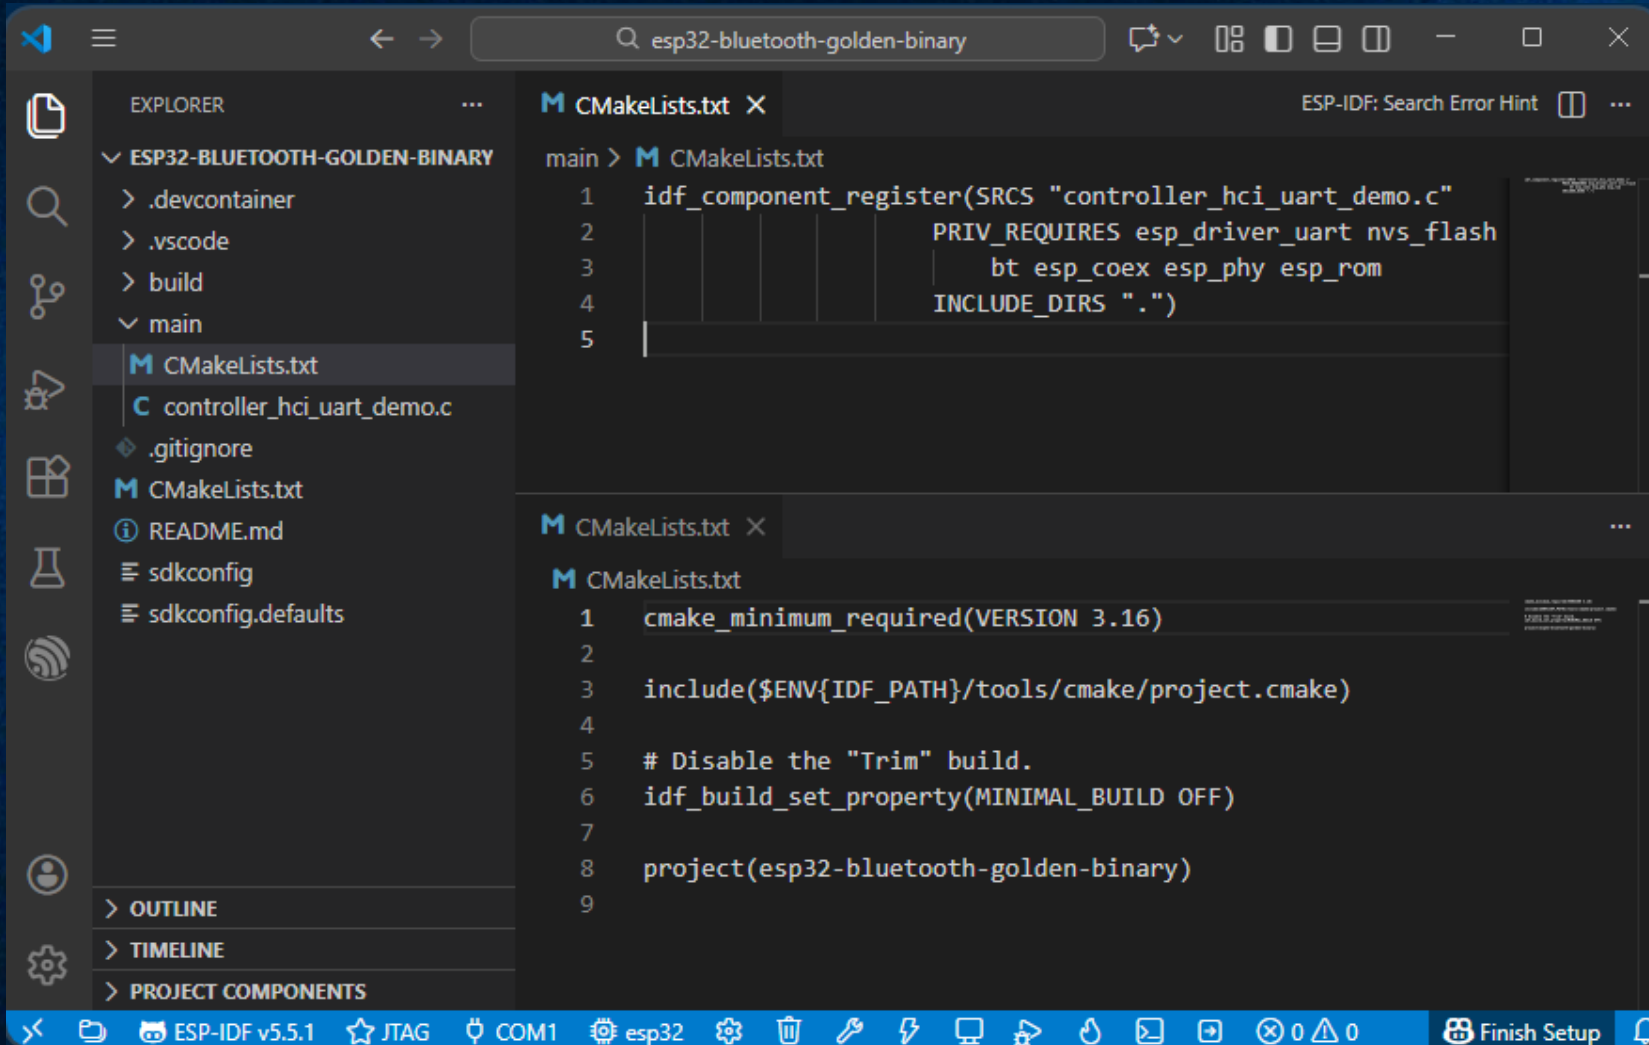 esp32-bluetooth-golden-binary
EXPLORER
ESP32-BLUETOOTH-GOLDEN-BINARY
.devcontainer
.vscode
build
main
CMakeLists.txt
controller_hci_uart_demo.c
.gitignore
CMakeLists.txt
README.md
sdkconfig
sdkconfig.defaults
OUTLINE
TIMELINE
PROJECT COMPONENTS
CMakeLists.txt
ESP-IDF: Search Error Hint
main > CMakeLists.txt
1 idf_component_register(SRCS "controller_hci_uart_demo.c"
2 PRIV_REQUIRES esp_driver_uart nvs_flash
3 bt esp_coex esp_phy esp_rom
4 INCLUDE_DIRS ".")
5
CMakeLists.txt
CMakeLists.txt
1 cmake_minimum_required(VERSION 3.16)
2
3 include($ENV{IDF_PATH}/tools/cmake/project.cmake)
4
5 # Disable the "Trim" build.
6 idf_build_set_property(MINIMAL_BUILD OFF)
7
8 project(esp32-bluetooth-golden-binary)
9
ESP-IDF v5.5.1 JTAG COM1 esp32 0 0 Finish Setup